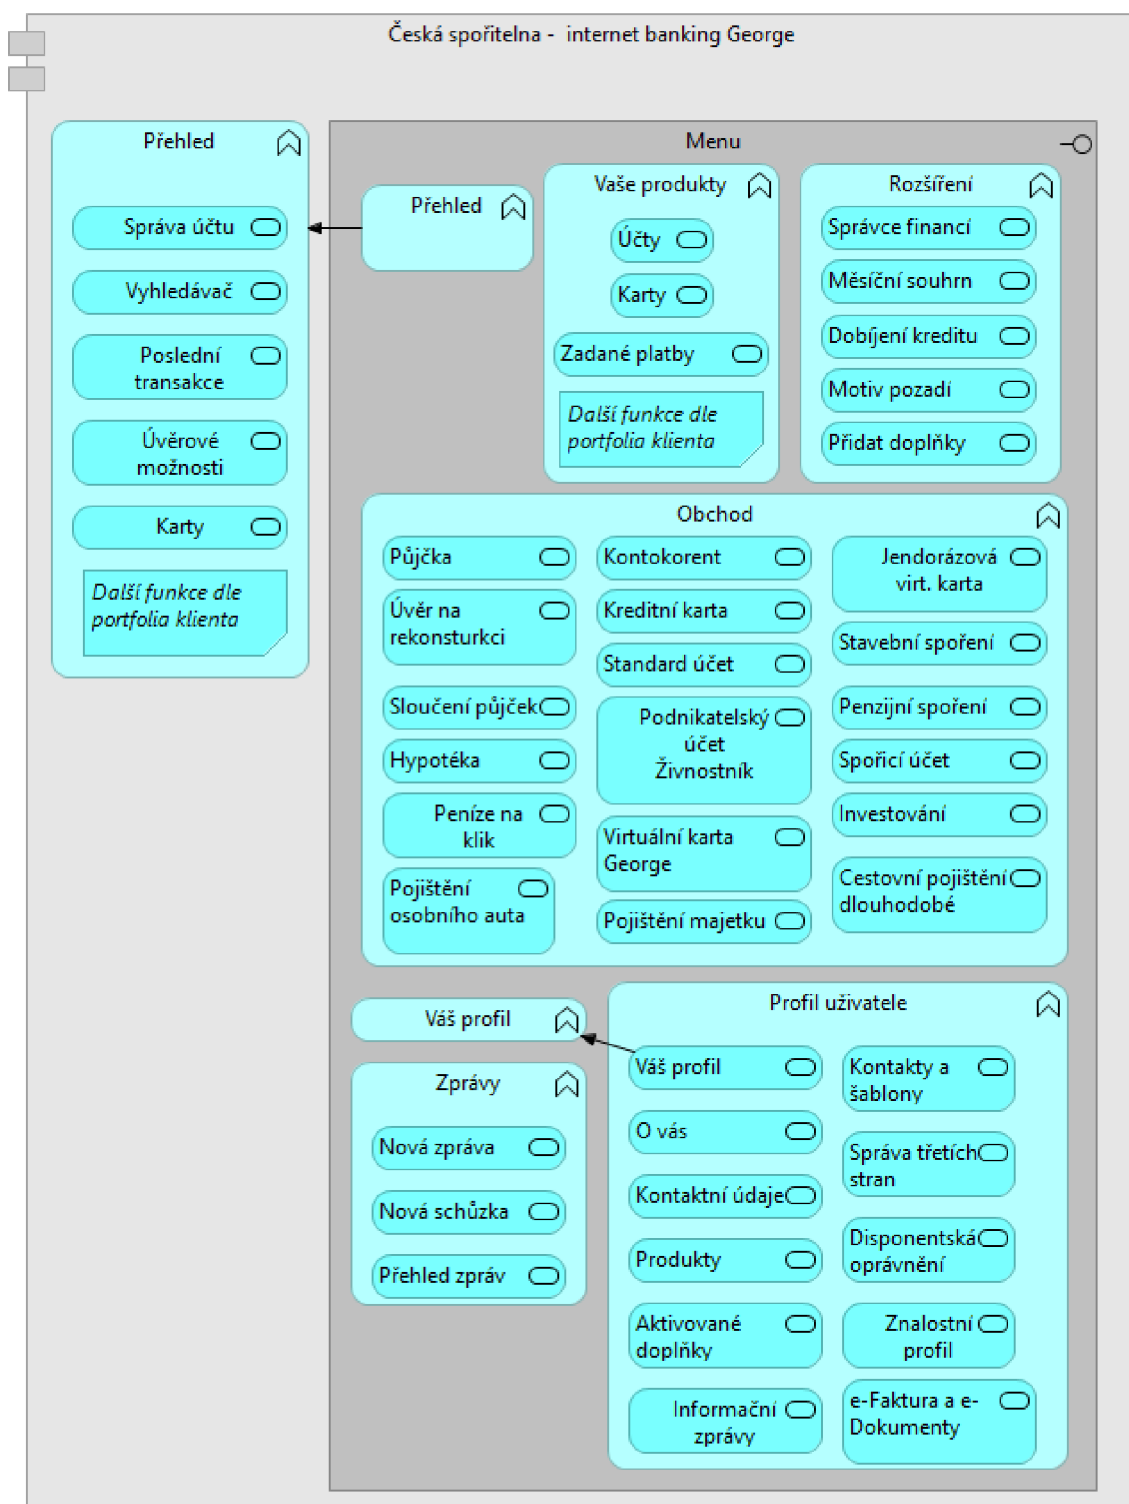 Česká spořitelna - internet banking George
Přehled
Správa účtu
Vyhledávač
Poslední
transakce
Úvěrové
možnosti
Karty
Další funkce dle
portfolia klienta
Menu
Přehled
Vaše produkty
Účty
Karty
Zadané platby
Další funkce dle
portfolia klienta
Rozšíření
Správce financí
Měsíční souhrn
Dobíjení kreditu
Motiv pozadí
Přidat doplňky
Obchod
Půjčka
Úvěr na
rekonsturkci
Sloučení půjček
Hypotéka
Peníze na
klik
Pojištění
osobního auta
Kontokorent
Kreditní karta
Standard účet
Podnikatelský
účet
Živnostník
Virtuální karta
George
Pojištění majetku
Jendorázová
virt. karta
Stavební spoření
Penzijní spoření
Spořicí účet
Investování
Cestovní pojištění
dlouhodobé
Váš profil
Zprávy
Nová zpráva
Nová schůzka
Přehled zpráv
Profil uživatele
Váš profil
O vás
Kontaktní údaje
Produkty
Aktivované
doplňky
Informační
zprávy
Kontakty a
šablony
Správa třetích
stran
Disponentská
oprávnění
Znalostní
profil
e-Faktura a e-
Dokumenty